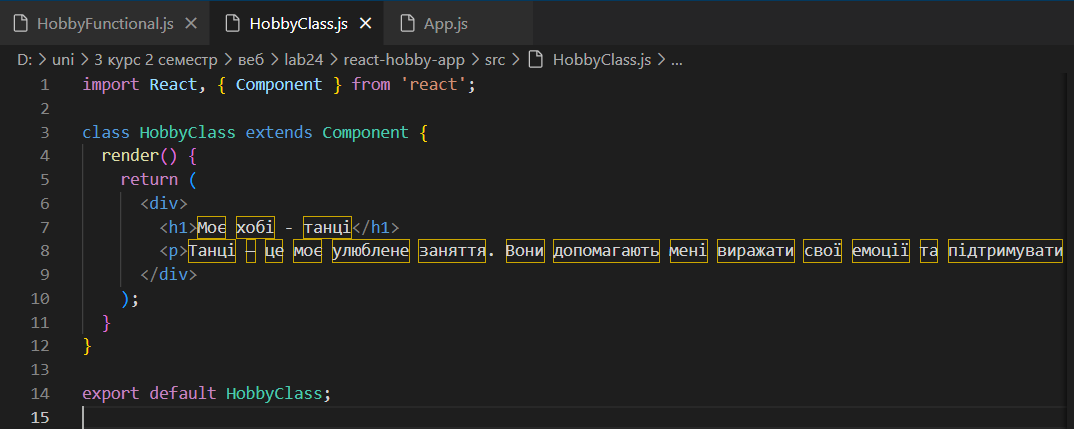 HobbyFunctional.js HobbyClass.js App.js
D: > uni > 3 курс 2 семестр > веб > lab24 > react-hobby-app > src > HobbyClass.js > ...
1 import React, { Component } from 'react';
2
3 class HobbyClass extends Component {
4 render() {
5 return (
6 <div>
7 <h1>Моє хобі - танці</h1>
8 <p>Танці – це моє улюблене заняття. Вони допомагають мені виражати свої емоції та підтримувати
9 </div>
10 );
11 }
12 }
13
14 export default HobbyClass;
15